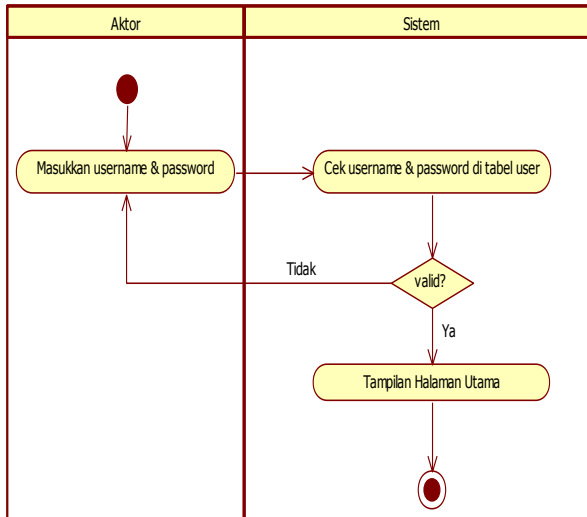 Aktor
Sistem
Masukkan username & password
Cek username & password di tabel user
valid?
Tidak
Ya
Tampilan Halaman Utama